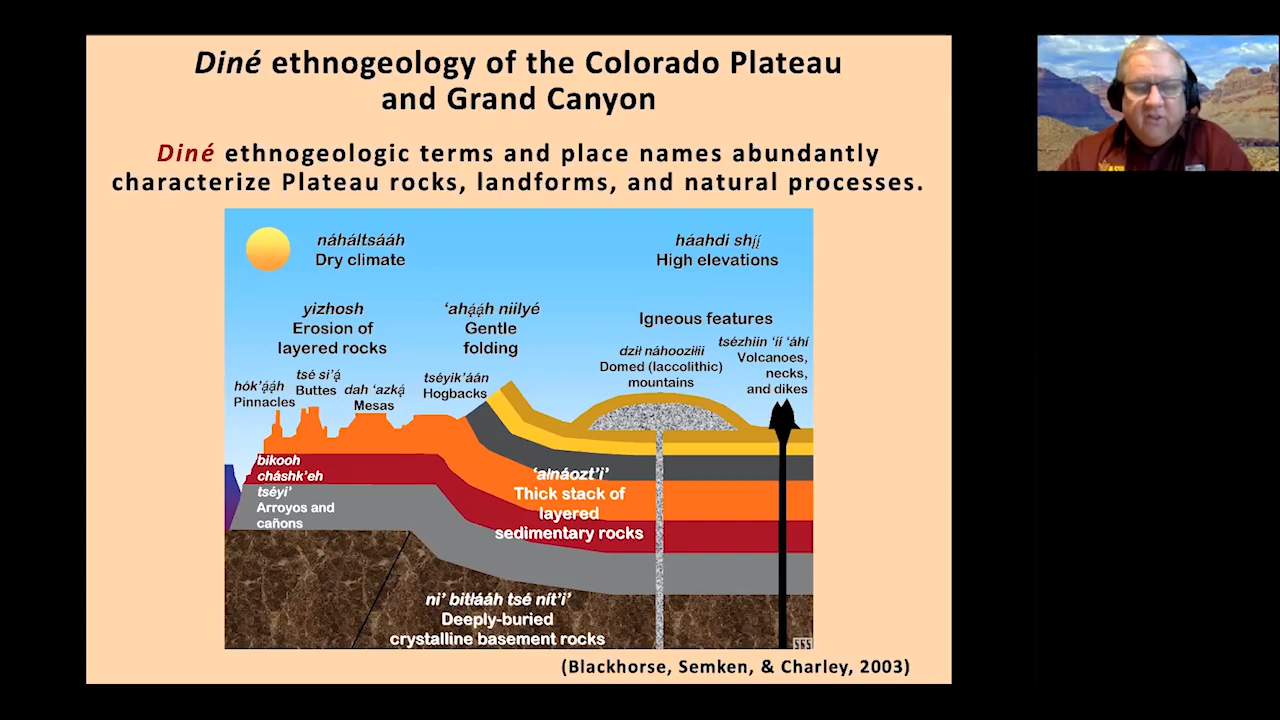 Diné ethnogeology of the Colorado Plateau
and Grand Canyon
Diné ethnogeologic terms and place names abundantly
characterize Plateau rocks, landforms, and natural processes.
náháltsááh
Dry climate
háahdi shį́į́
High elevations
yizhosh
Erosion of
layered rocks
‘ahą́ą́h niilyé
Gentle
folding
Igneous features
dził náhooziłii
Domed (laccolithic)
mountains
tsézhiin ‘íí ‘áhí
Volcanoes,
necks,
and dikes
hók’ą́ą́h
Pinnacles
tsé si’ą́
Buttes
dah ‘azką́
Mesas
tséyik’áán
Hogbacks
bikooh
cháshk’eh
tséyi’
Arroyos and
cañons
‘ałnáozt’i’
Thick stack of
layered
sedimentary rocks
ni’ bitłááh tsé nít’i’
Deeply-buried
crystalline basement rocks
SKS
(Blackhorse, Semken, & Charley, 2003)